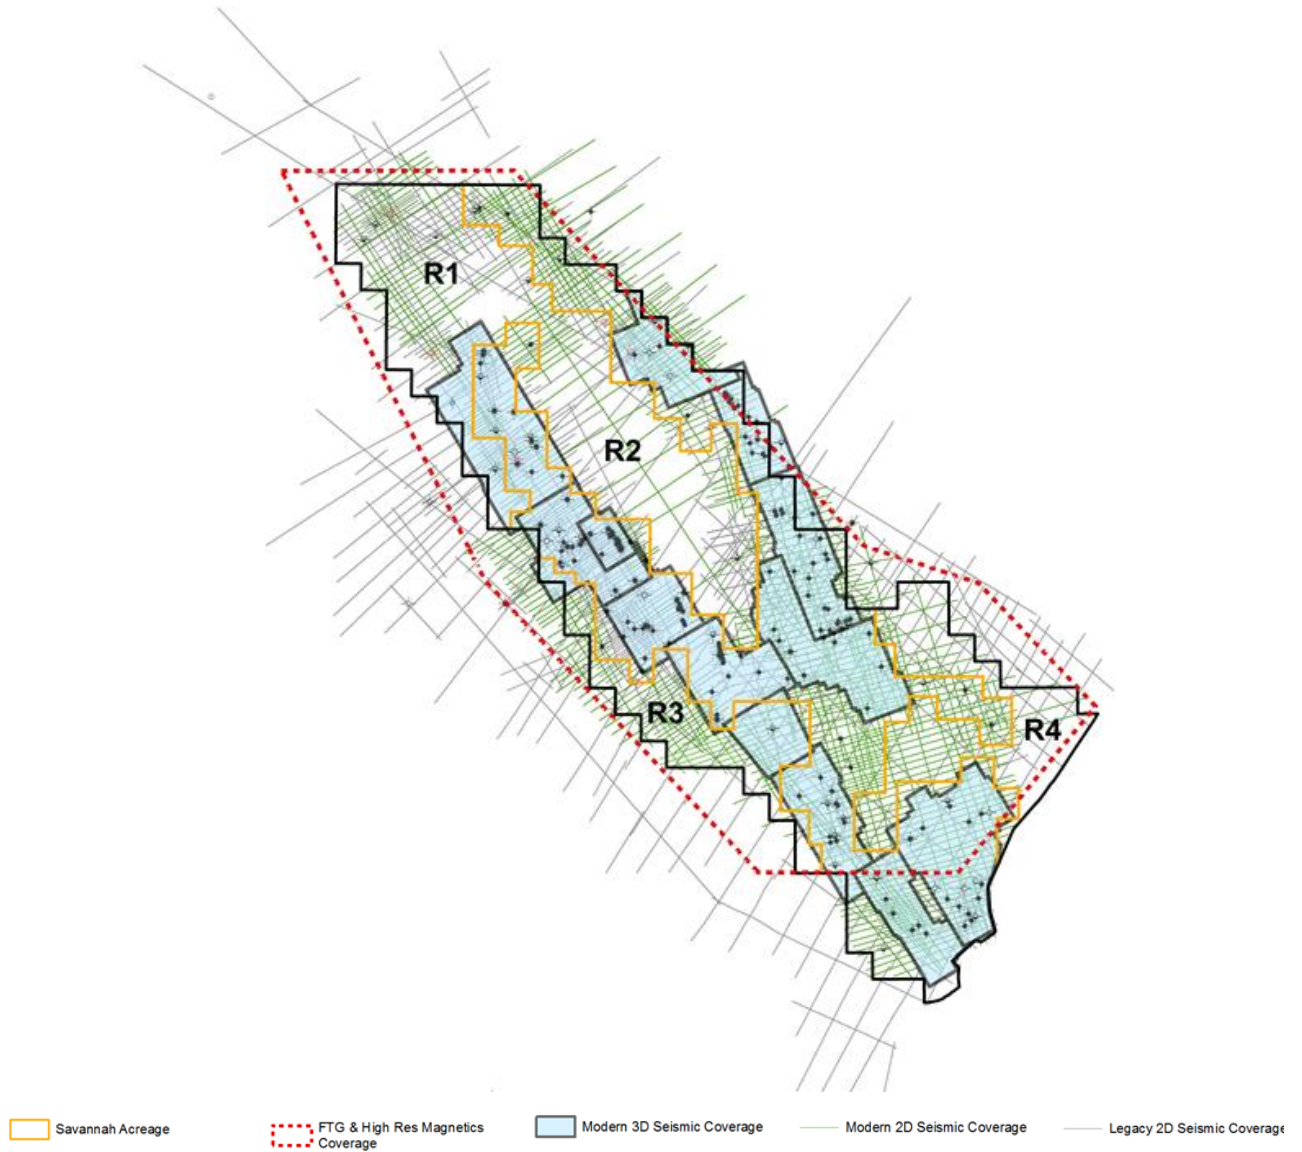 R1
R2
R3
R4
Savannah Acreage
FTG & High Res Magnetics
Coverage
Modern 3D Seismic Coverage
Modern 2D Seismic Coverage
Legacy 2D Seismic Coverage